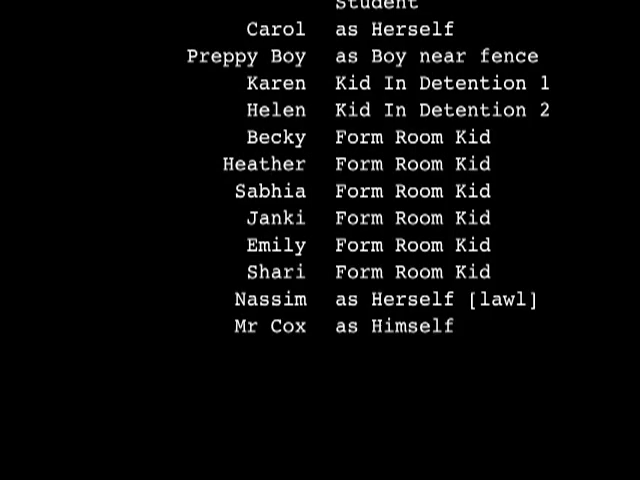 Student
Carol as Herself
Preppy Boy as Boy near fence
Karen Kid In Detention 1
Helen Kid In Detention 2
Becky Form Room Kid
Heather Form Room Kid
Sabhia Form Room Kid
Janki Form Room Kid
Emily Form Room Kid
Shari Form Room Kid
Nassim as Herself [lawl]
Mr Cox as Himself